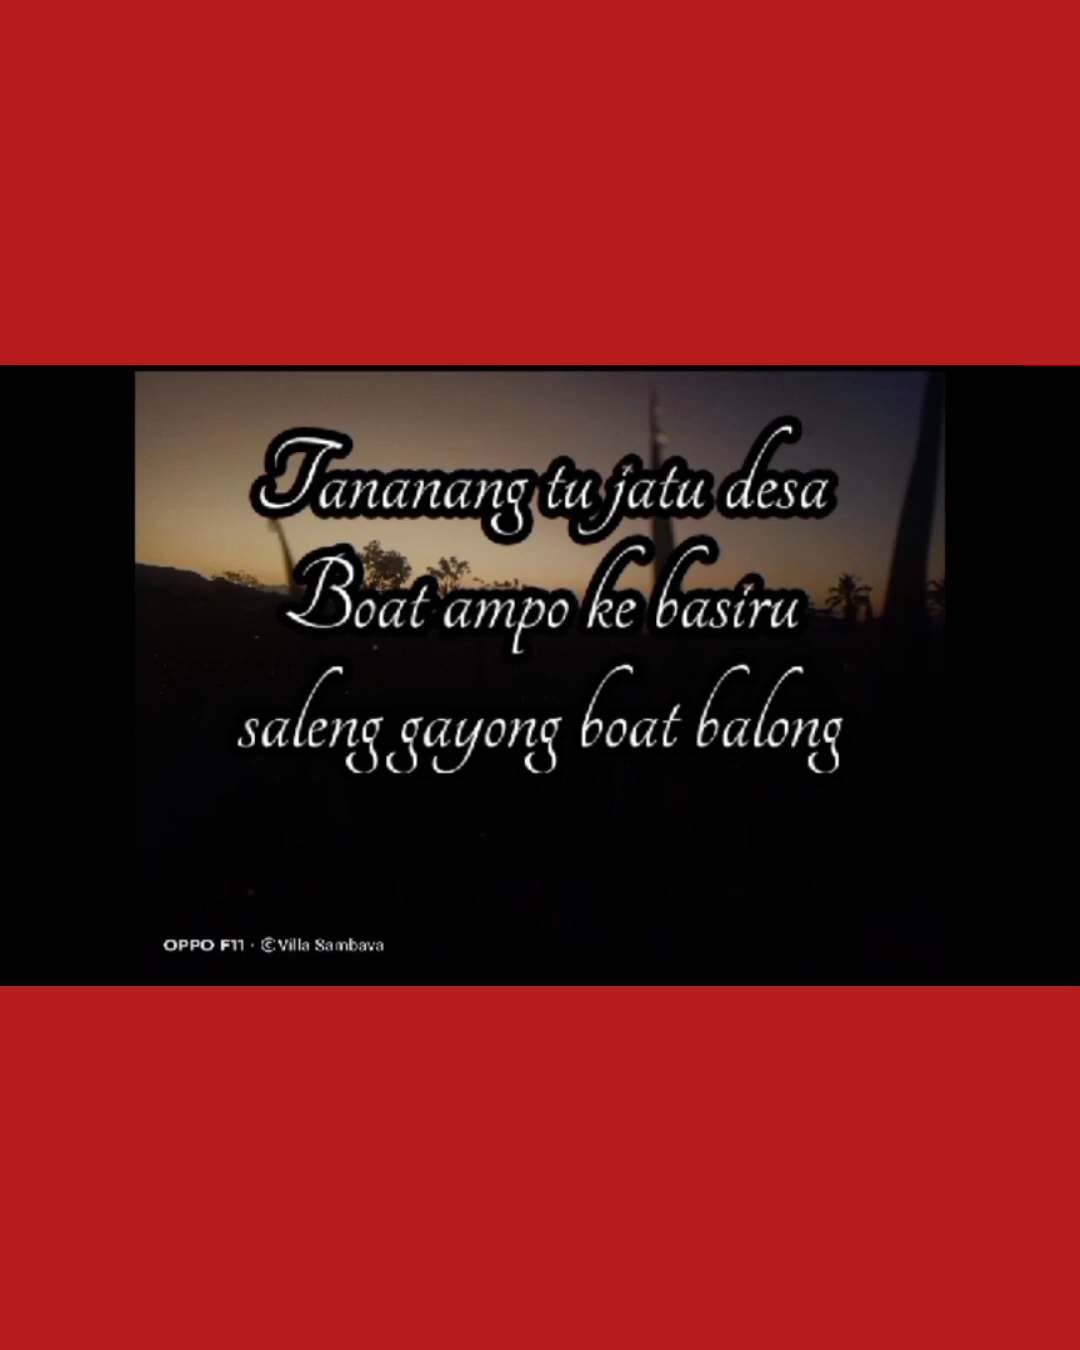 Tananang tu jatu desa
Boat ampo ke basiru
saleng gayong boat balong
OPPO F11 · ©Villa Sambava